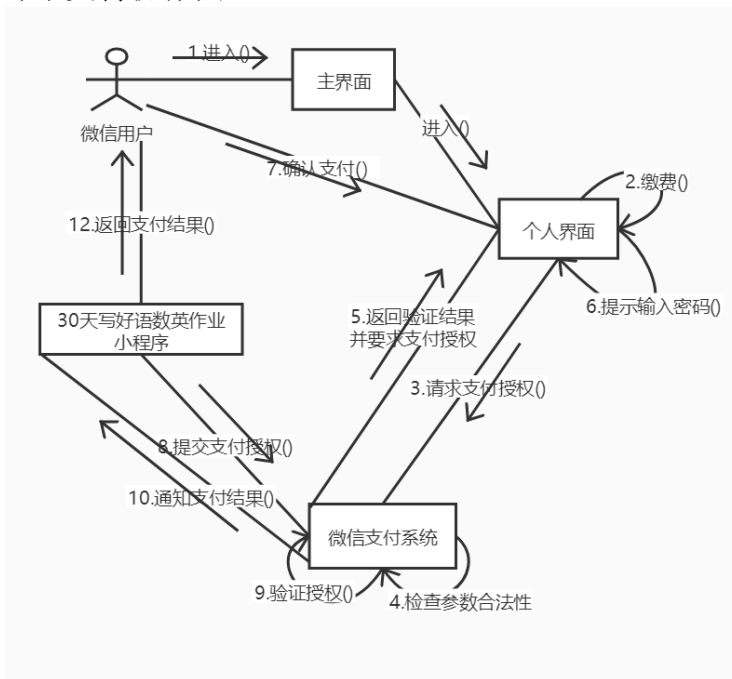 1.进入()
主界面
微信用户
进入()
7.确认支付()
2.缴费()
12.返回支付结果()
个人界面
6.提示输入密码()
30天写好语数英作业
小程序
5.返回验证结果
并要求支付授权
3.请求支付授权()
8.提交支付授权()
10.通知支付结果()
微信支付系统
9.验证授权()
4.检查参数合法性